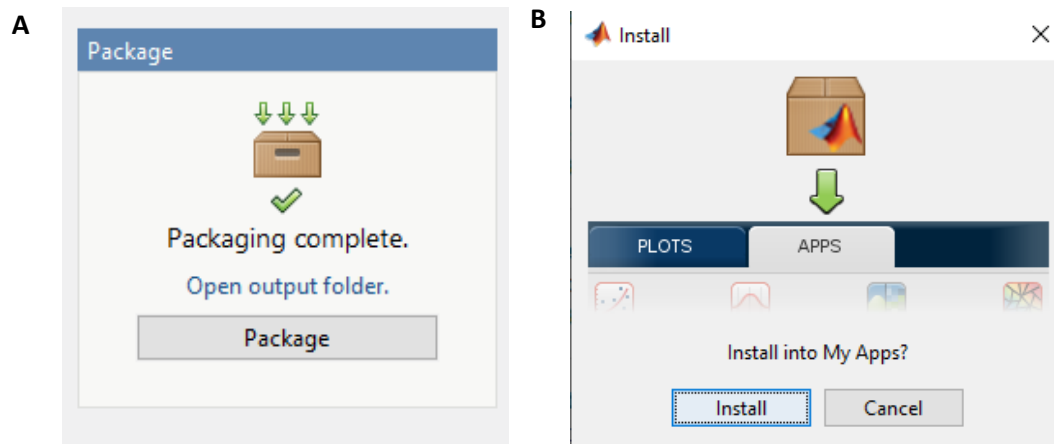 A
Package
Packaging complete.
Open output folder.
Package
B
Install
PLOTS APPS
Install into My Apps?
Install Cancel